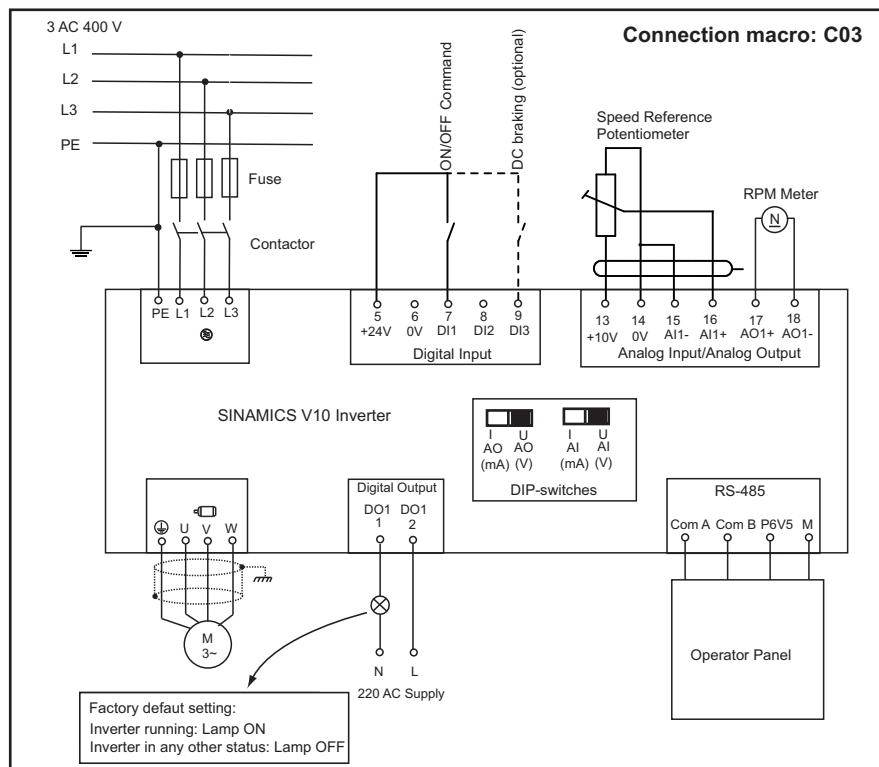 Connection macro: C03
3 AC 400 V
L1
L2
L3
PE
Fuse
Contactor
ON/OFF Command
DC braking (optional)
Speed Reference
Potentiometer
RPM Meter
N
PE L1 L2 L3
5 6 7 8 9
+24V 0V DI1 DI2 DI3
Digital Input
13 14 15 16 17 18
+10V 0V AI1- AI1+ AO1+ AO1-
Analog Input/Analog Output
SINAMICS V10 Inverter
I U I U
AO AO AI AI
(mA) (V) (mA) (V)
DIP-switches
U V W
Digital Output
DO1 DO1
1 2
RS-485
Com A Com B P6V5 M
M
3~
N L
220 AC Supply
Operator Panel
Factory defaut setting:
Inverter running: Lamp ON
Inverter in any other status: Lamp OFF